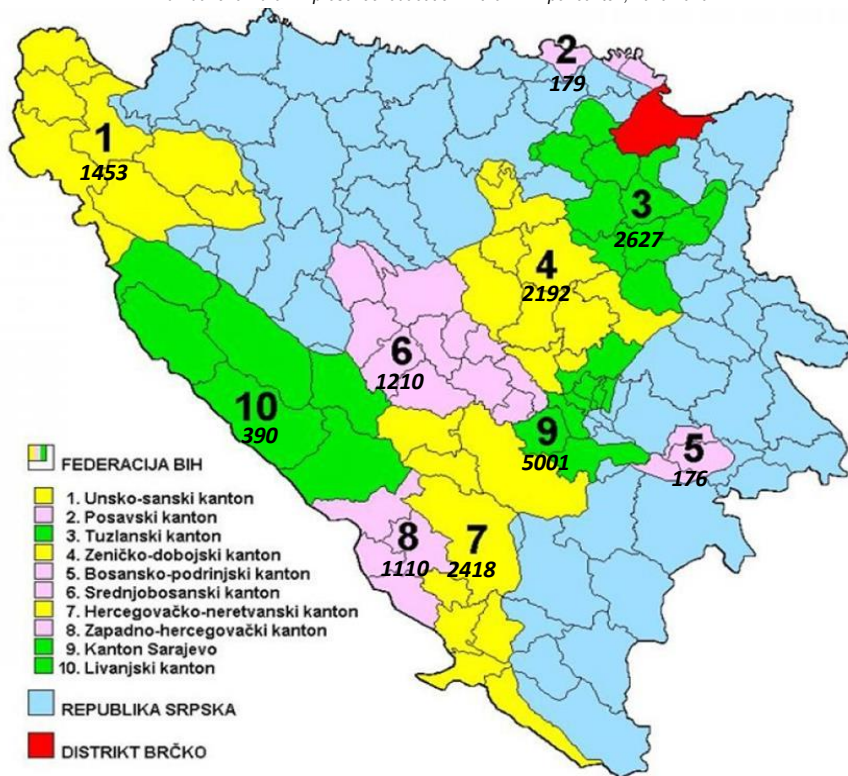 2
179
1
1453
3
2627
4
2192
6
1210
10
390
9
5001
5
176
8
1110
7
2418
FEDERACIJA BIH
1. Unsko-sanski kanton
2. Posavski kanton
3. Tuzlanski kanton
4. Zeničko-dobojski kanton
5. Bosansko-podrinjski kanton
6. Srednjobosanski kanton
7. Hercegovačko-neretvanski kanton
8. Zapadno-hercegovački kanton
9. Kanton Sarajevo
10. Livanjski kanton
REPUBLIKA SRPSKA
DISTRIKT BRČKO